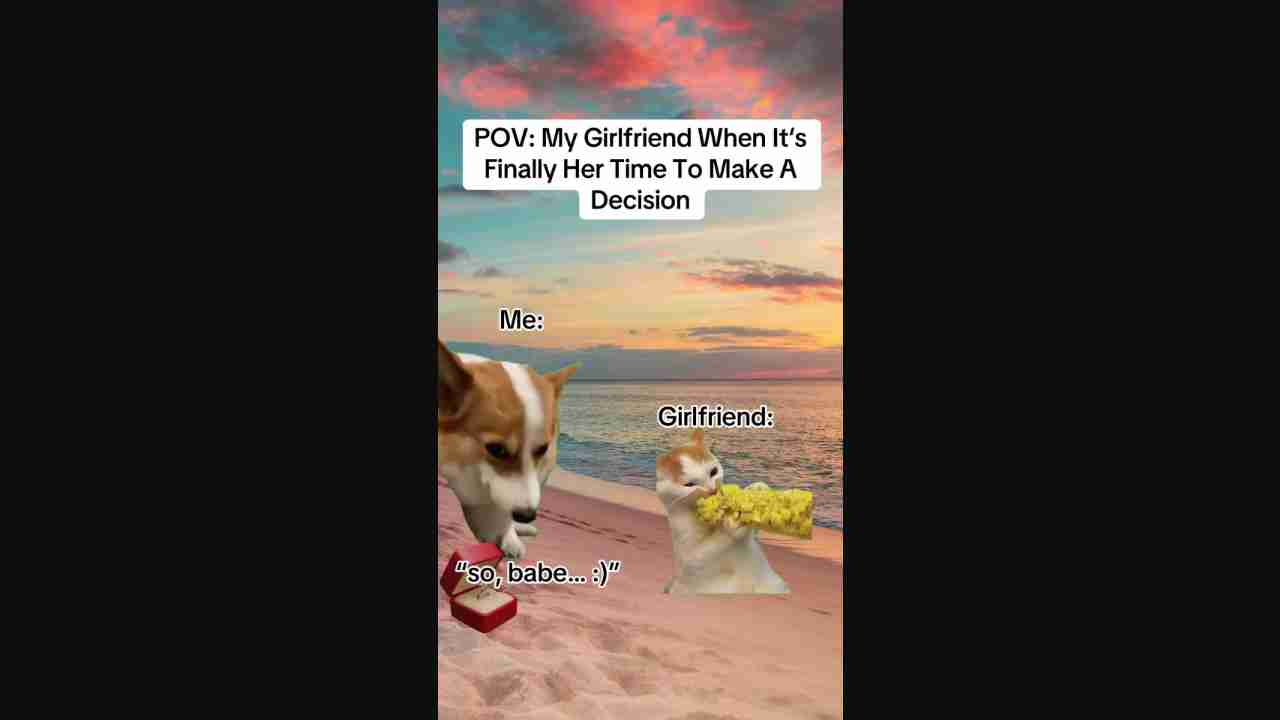 POV: My Girlfriend When It‘s
Finally Her Time To Make A
Decision
Me:
Girlfriend:
“so, babe... :)”